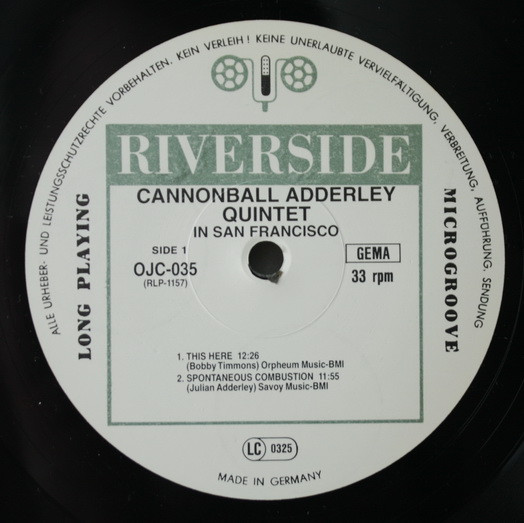 ALLE URHEBER- UND LEISTUNGSSCHUTZRECHTE VORBEHALTEN. KEIN VERLEIH! KEINE UNERLAUBTE VERVIELFÄLTIGUNG, VERBREITUNG, AUFFÜHRUNG, SENDUNG
RIVERSIDE
LONG PLAYING
MICROGROOVE
CANNONBALL ADDERLEY
QUINTET
IN SAN FRANCISCO
SIDE 1
OJC-035
(RLP-1157)
GEMA
33 rpm
1. THIS HERE 12:26
(Bobby Timmons) Orpheum Music-BMI
2. SPONTANEOUS COMBUSTION 11:55
(Julian Adderley) Savoy Music-BMI
LC 0325
MADE IN GERMANY